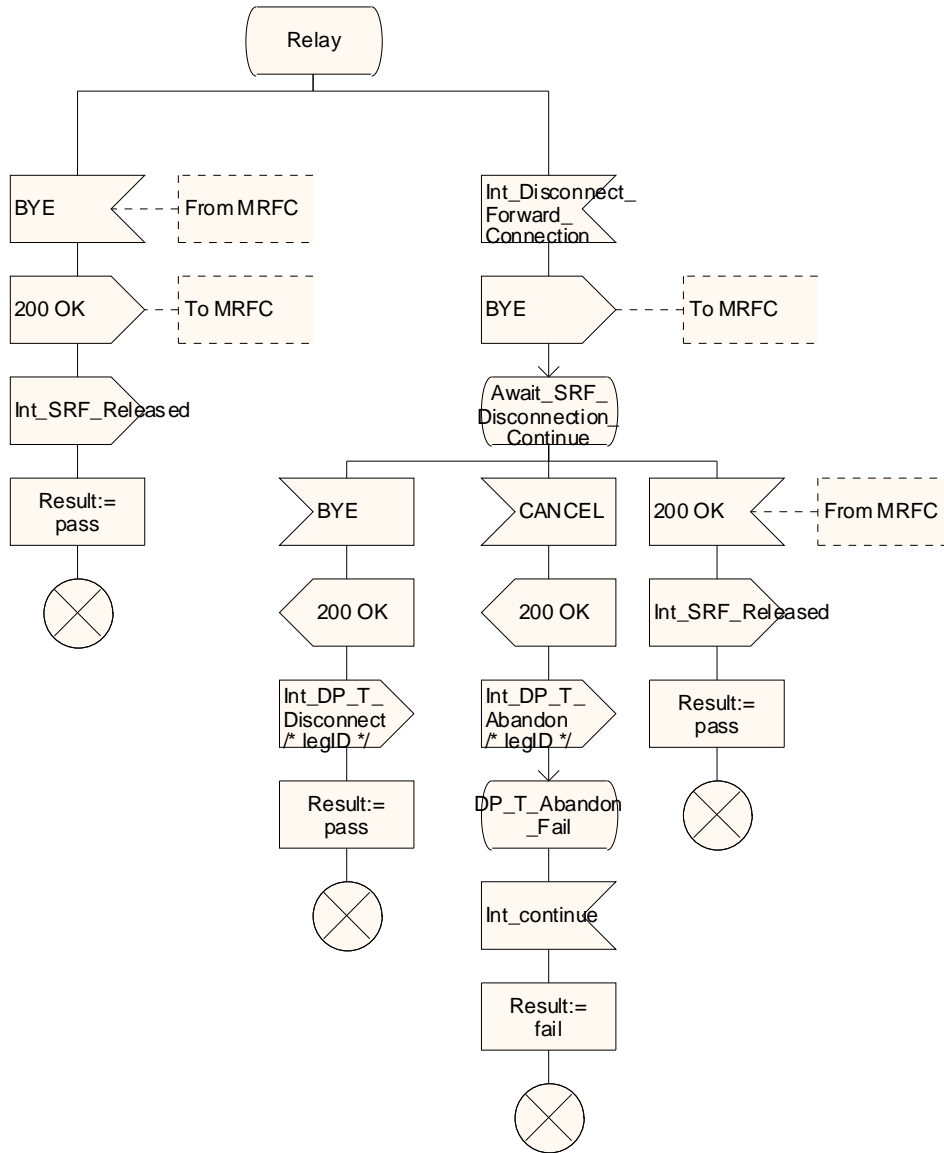 Relay
BYE
From MRFC
Int_Disconnect_
Forward_
Connection
200 OK
To MRFC
BYE
To MRFC
Int_SRF_Released
Await_SRF_
Disconnection_
Continue
Result:=
pass
BYE
CANCEL
200 OK
From MRFC
200 OK
200 OK
Int_SRF_Released
Int_DP_T_
Disconnect
/* legID */
Int_DP_T_
Abandon
/* legID */
Result:=
pass
Result:=
pass
DP_T_Abandon
_Fail
Int_continue
Result:=
fail